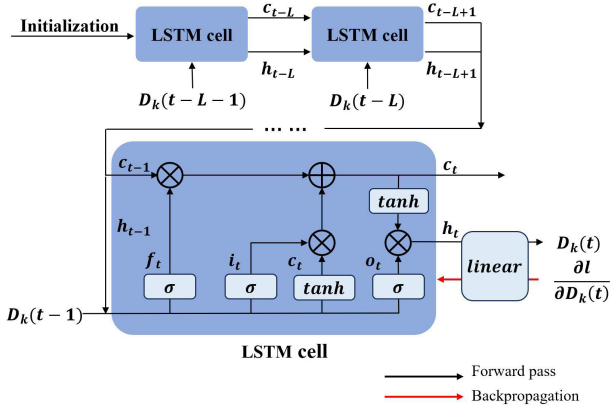 Initialization
LSTM cell
c_{t-L}
LSTM cell
c_{t-L+1}
h_{t-L}
h_{t-L+1}
D_k(t-L-1)
D_k(t-L)
... ...
c_{t-1}
c_t
tanh
h_{t-1}
h_t
D_k(t)
f_t
i_t
c_t
o_t
linear
∂l
∂D_k(t)
σ
σ
tanh
σ
D_k(t-1)
LSTM cell
Forward pass
Backpropagation